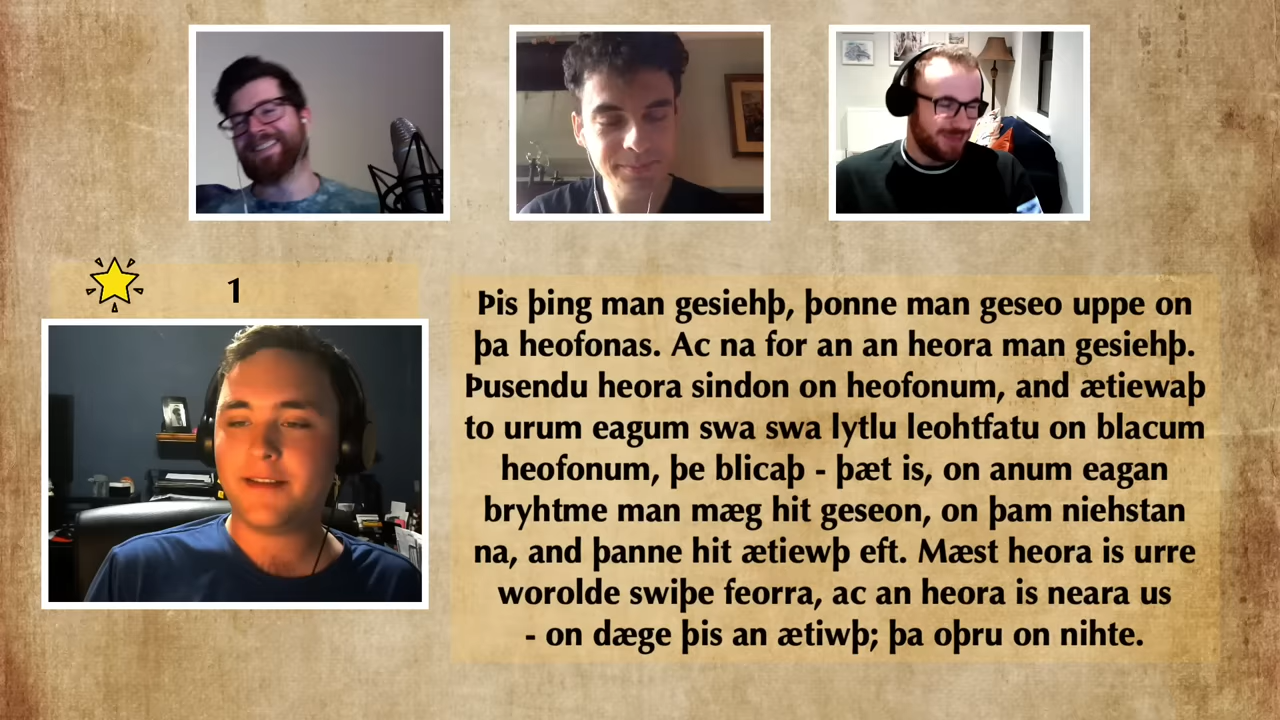 1
Þis þing man gesiehþ, þonne man geseo uppe on
þa heofonas. Ac na for an an heora man gesiehþ.
Þusendu heora sindon on heofonum, and ætiewaþ
to urum eagum swa swa lytlu leohtfatu on blacum
heofonum, þe blicaþ - þæt is, on anum eagan
bryhtme man mæg hit geseon, on þam niehstan
na, and þanne hit ætiewþ eft. Mæst heora is urre
worolde swiþe feorra, ac an heora is neara us
- on dæge þis an ætiwþ; þa oþru on nihte.